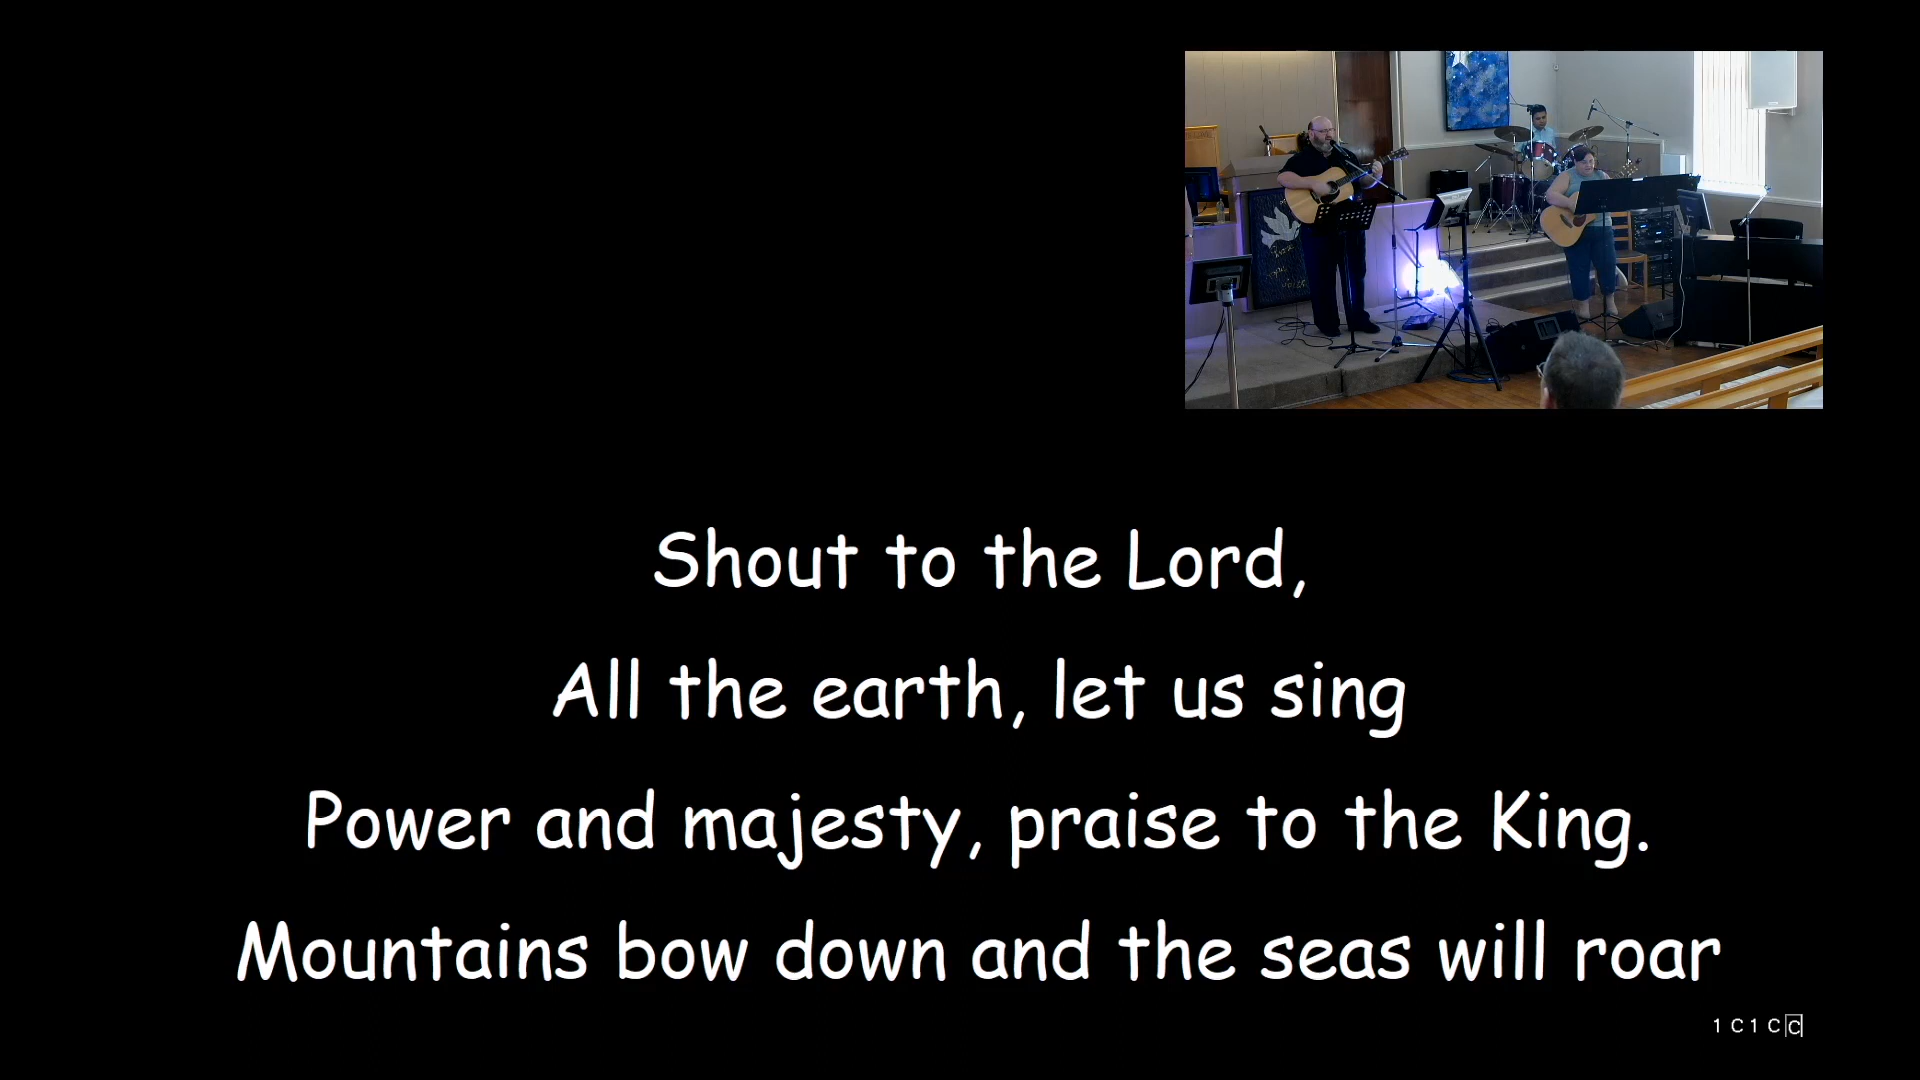 Shout to the Lord,
All the earth, let us sing
Power and majesty, praise to the King.
Mountains bow down and the seas will roar
1 C 1 C C